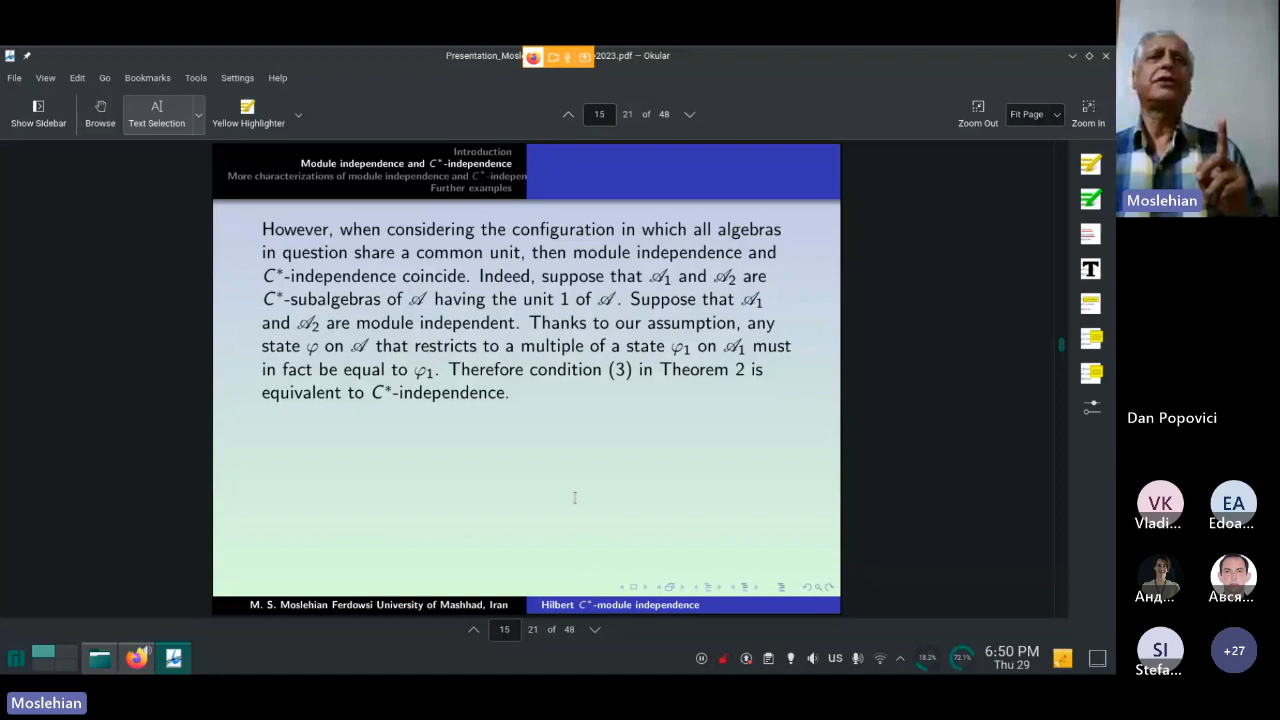 Presentation_Mosl
2023.pdf — Okular
File View Edit Go Bookmarks Tools Settings Help
Show Sidebar Browse Text Selection Yellow Highlighter
15 21 of 48
Zoom Out Fit Page Zoom In
Introduction
Module independence and C*-independence
More characterizations of module independence and C*-indepen
Further examples
However, when considering the configuration in which all algebras
in question share a common unit, then module independence and
C*-independence coincide. Indeed, suppose that 𝒜₁ and 𝒜₂ are
C*-subalgebras of 𝒜 having the unit 1 of 𝒜. Suppose that 𝒜₁
and 𝒜₂ are module independent. Thanks to our assumption, any
state φ on 𝒜 that restricts to a multiple of a state φ₁ on 𝒜₁ must
in fact be equal to φ₁. Therefore condition (3) in Theorem 2 is
equivalent to C*-independence.
M. S. Moslehian Ferdowsi University of Mashhad, Iran
Hilbert C*-module independence
15 21 of 48
US
18.2%
72.1%
6:50 PM
Thu 29
Moslehian
Moslehian
Dan Popovici
VK
Vladi...
EA
Edoa...
Анд...
Ався...
SI
Stefa...
+27